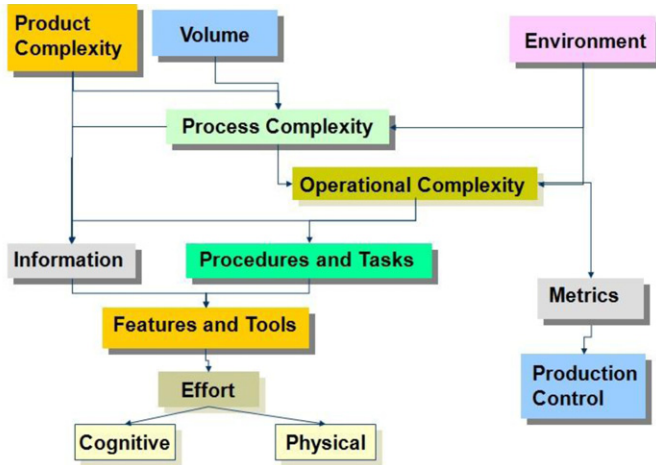 Product
Complexity
Volume
Environment
Process Complexity
Operational Complexity
Information
Procedures and Tasks
Metrics
Features and Tools
Effort
Production
Control
Cognitive
Physical